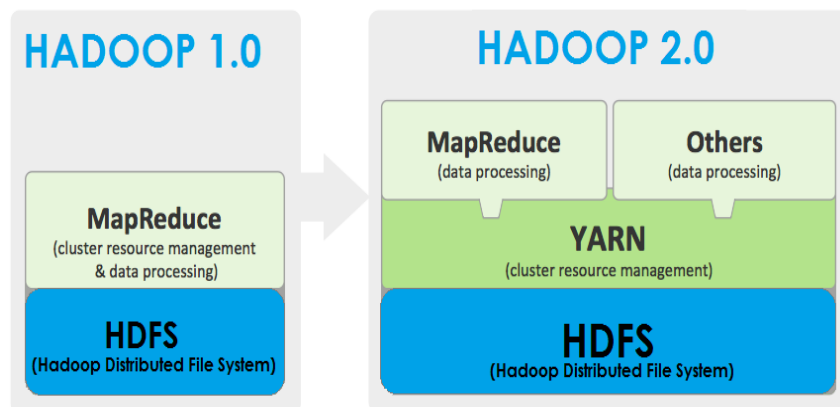 HADOOP 1.0
MapReduce
(cluster resource management
& data processing)
HDFS
(Hadoop Distributed File System)
HADOOP 2.0
MapReduce
(data processing)
Others
(data processing)
YARN
(cluster resource management)
HDFS
(Hadoop Distributed File System)